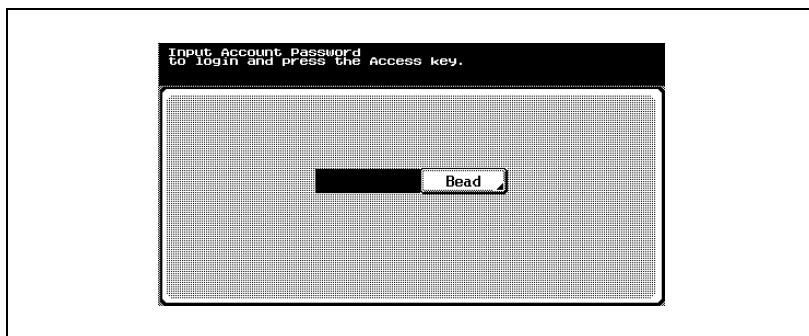 Input Account Password
to login and press the Access key.
Bead